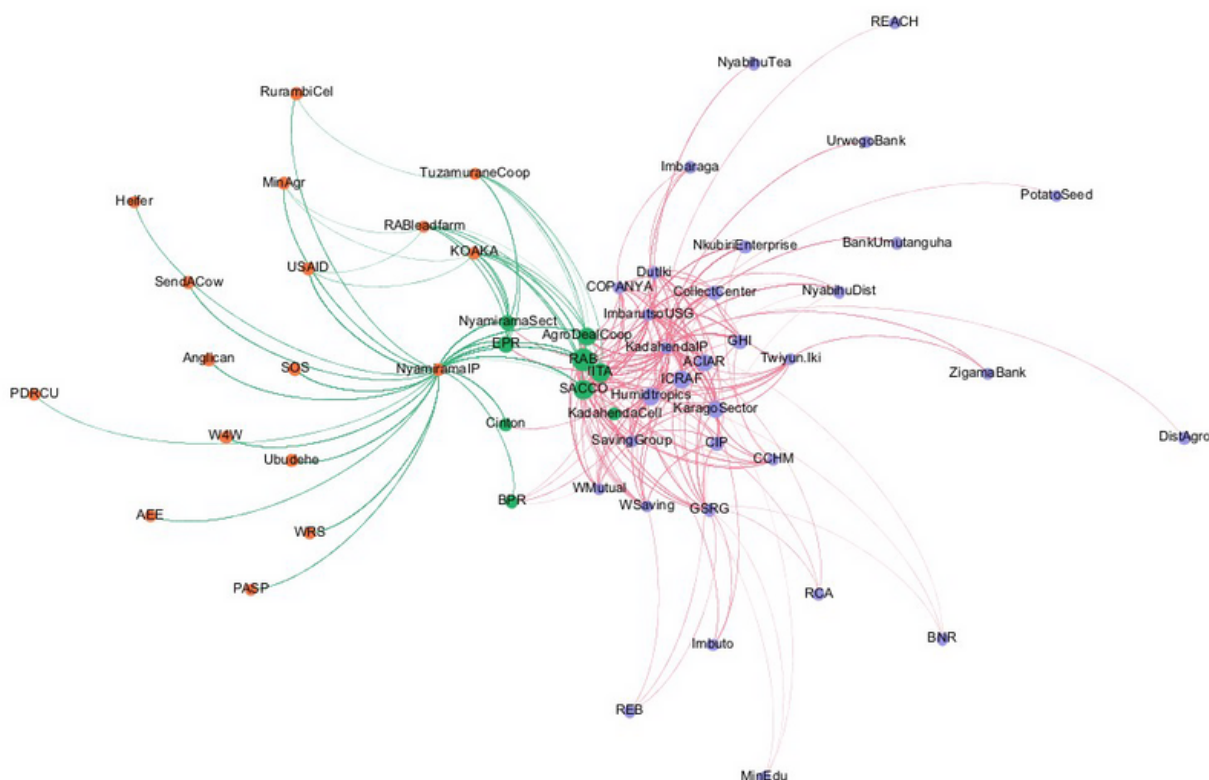 REACH
NyabihuTea
RurambiCel
UrwegoBank
Imbaraga
TuzamuraneCoop
MinAgr
PotatoSeed
Heifer
RABleadfarm
BankUmutanguha
NkubiriEnterprise
KOAKA
USAID
DutIki
SendACow
COPANYA
CollectCenter
NyabihuDist
ImbarutsoUSG
NyamiramaSect
AgroDealCoop
EPR
GHI
KadahendaIP
Anglican
RAB
Twiyun.Iki
ACIAR
SOS
NyamiramaIP
IITA
ICRAF
ZigamaBank
SACCO
PDRCU
Humidtropics
KadahendaCell
KaragoSector
Cinton
W4W
SavingGroup
CIP
DistAgro
Ubudehe
CCHM
WMutual
BPR
WSaving
GSRG
AEE
WRS
PASP
RCA
BNR
Imbuto
REB
MinEdu